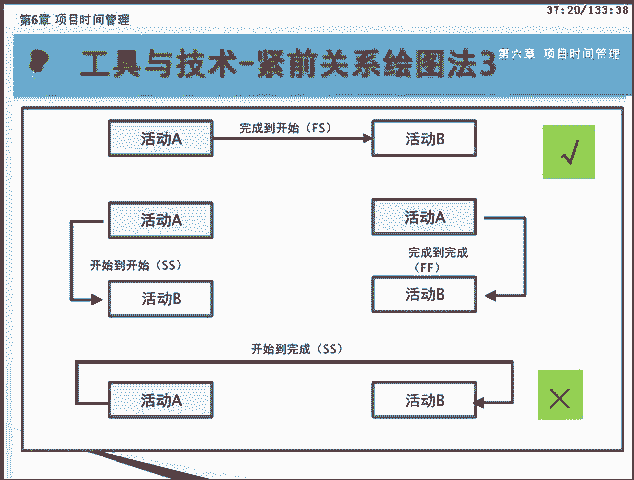 第6章 项目时间管理
37:20/133:38
工具与技术-紧前关系绘图法3
第六章 项目时间管理
活动A
完成到开始（FS）
活动B
活动A
活动A
开始到开始（SS）
完成到完成
（FF）
活动B
活动B
开始到完成（SS）
活动A
活动B